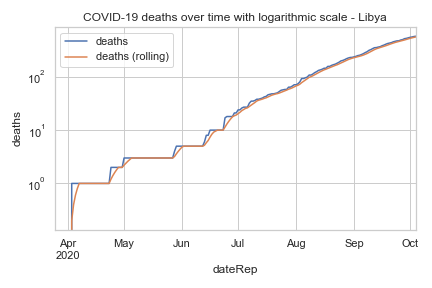 COVID-19 deaths over time with logarithmic scale - Libya
deaths
deaths (rolling)
10²
10¹
10⁰
deaths
Apr May Jun Jul Aug Sep Oct
2020
dateRep